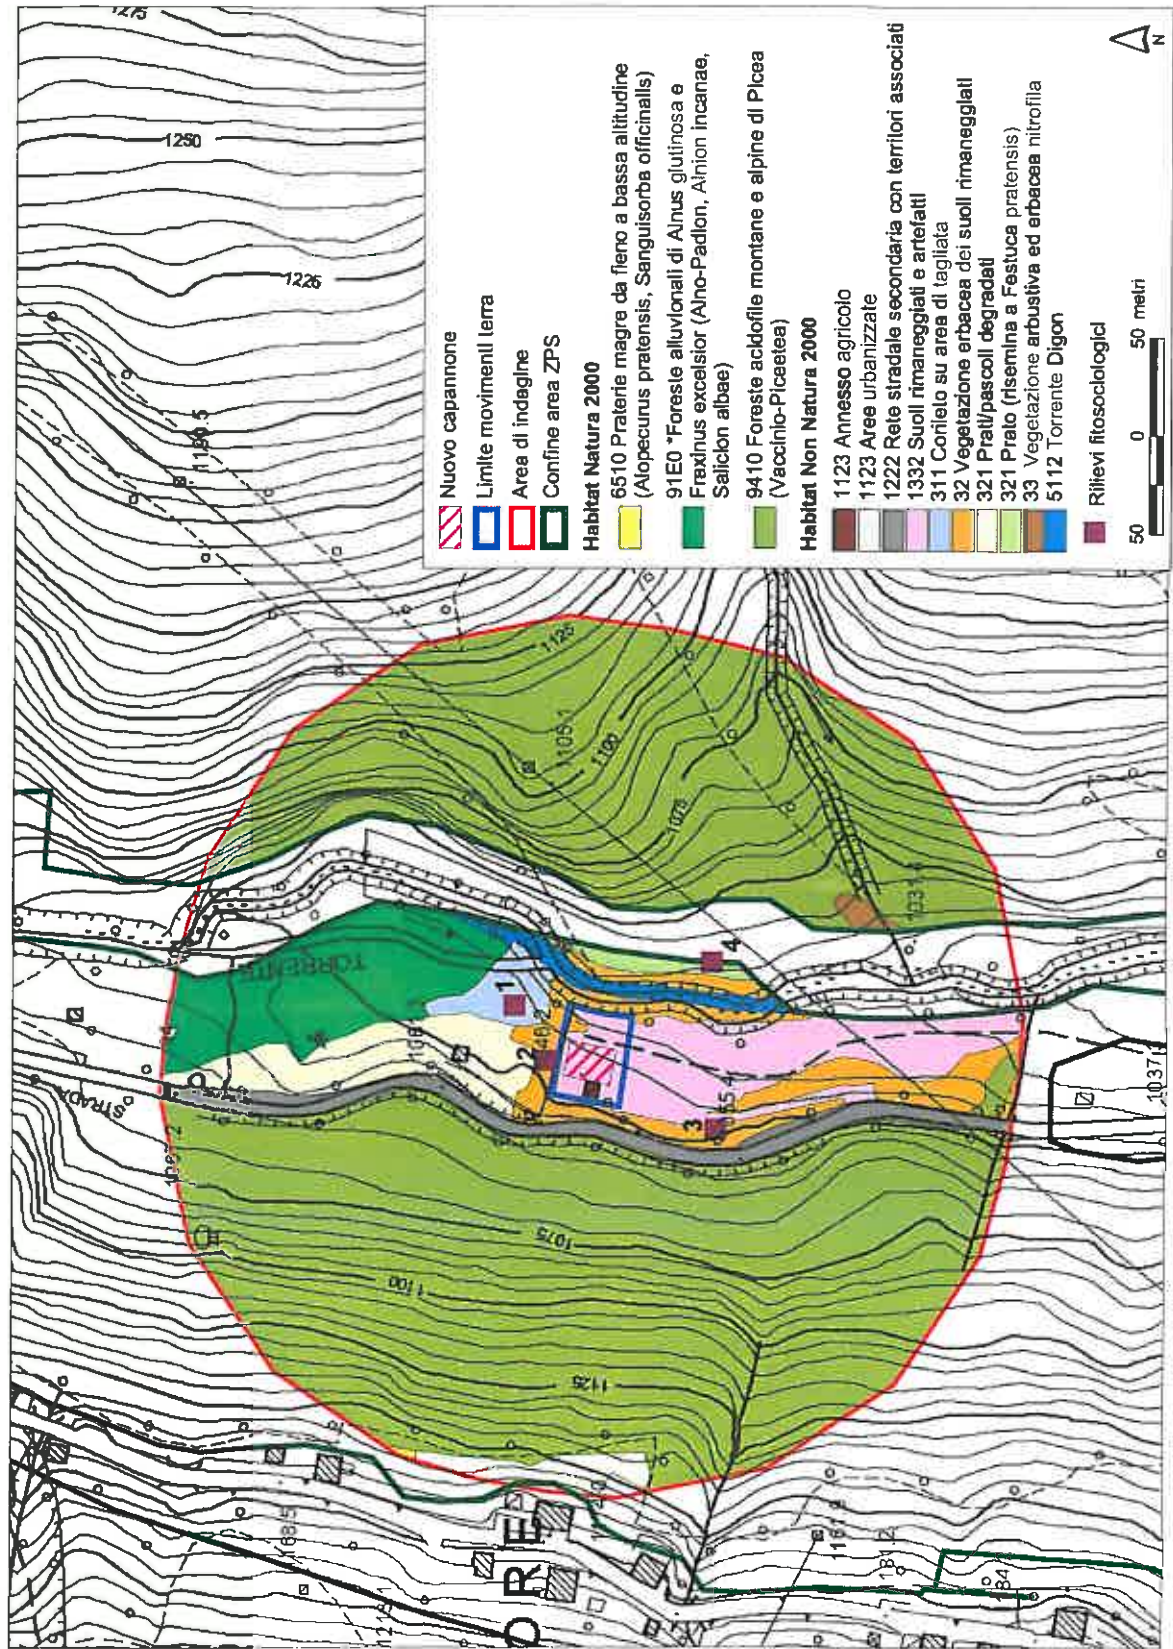 Nuovo capannone
Limite movimenti terra
Area di indagine
Confine area ZPS
Habitat Natura 2000
6510 Praterie magre da fieno a bassa altitudine
(Alopecurus pratensis, Sanguisorba officinalis)
91E0 *Foreste alluvionali di Alnus glutinosa e
Fraxinus excelsior (Alno-Padion, Alnion incanae,
Salicion albae)
9410 Foreste acidofile montane e alpine di Picea
(Vaccinio-Piceetea)
Habitat Non Natura 2000
1123 Annesso agricolo
1123 Aree urbanizzate
1222 Rete stradale secondaria con territori associati
1332 Suoli rimaneggiati e artefatti
311 Corileto su area di tagliata
32 Vegetazione erbacea dei suoli rimaneggiati
321 Prati/pascoli degradati
321 Prato (risemina a Festuca pratensis)
33 Vegetazione arbustiva ed erbacea nitrofila
5112 Torrente Digon
Rilievi fitosociologici
50 0 50 metri
N
1275
1250
1225
1190.5
1125
1105.1
1100
1075
TORRENTE
STRADA
1
2
3
4
1075
1100
1125
1037.1
O R E